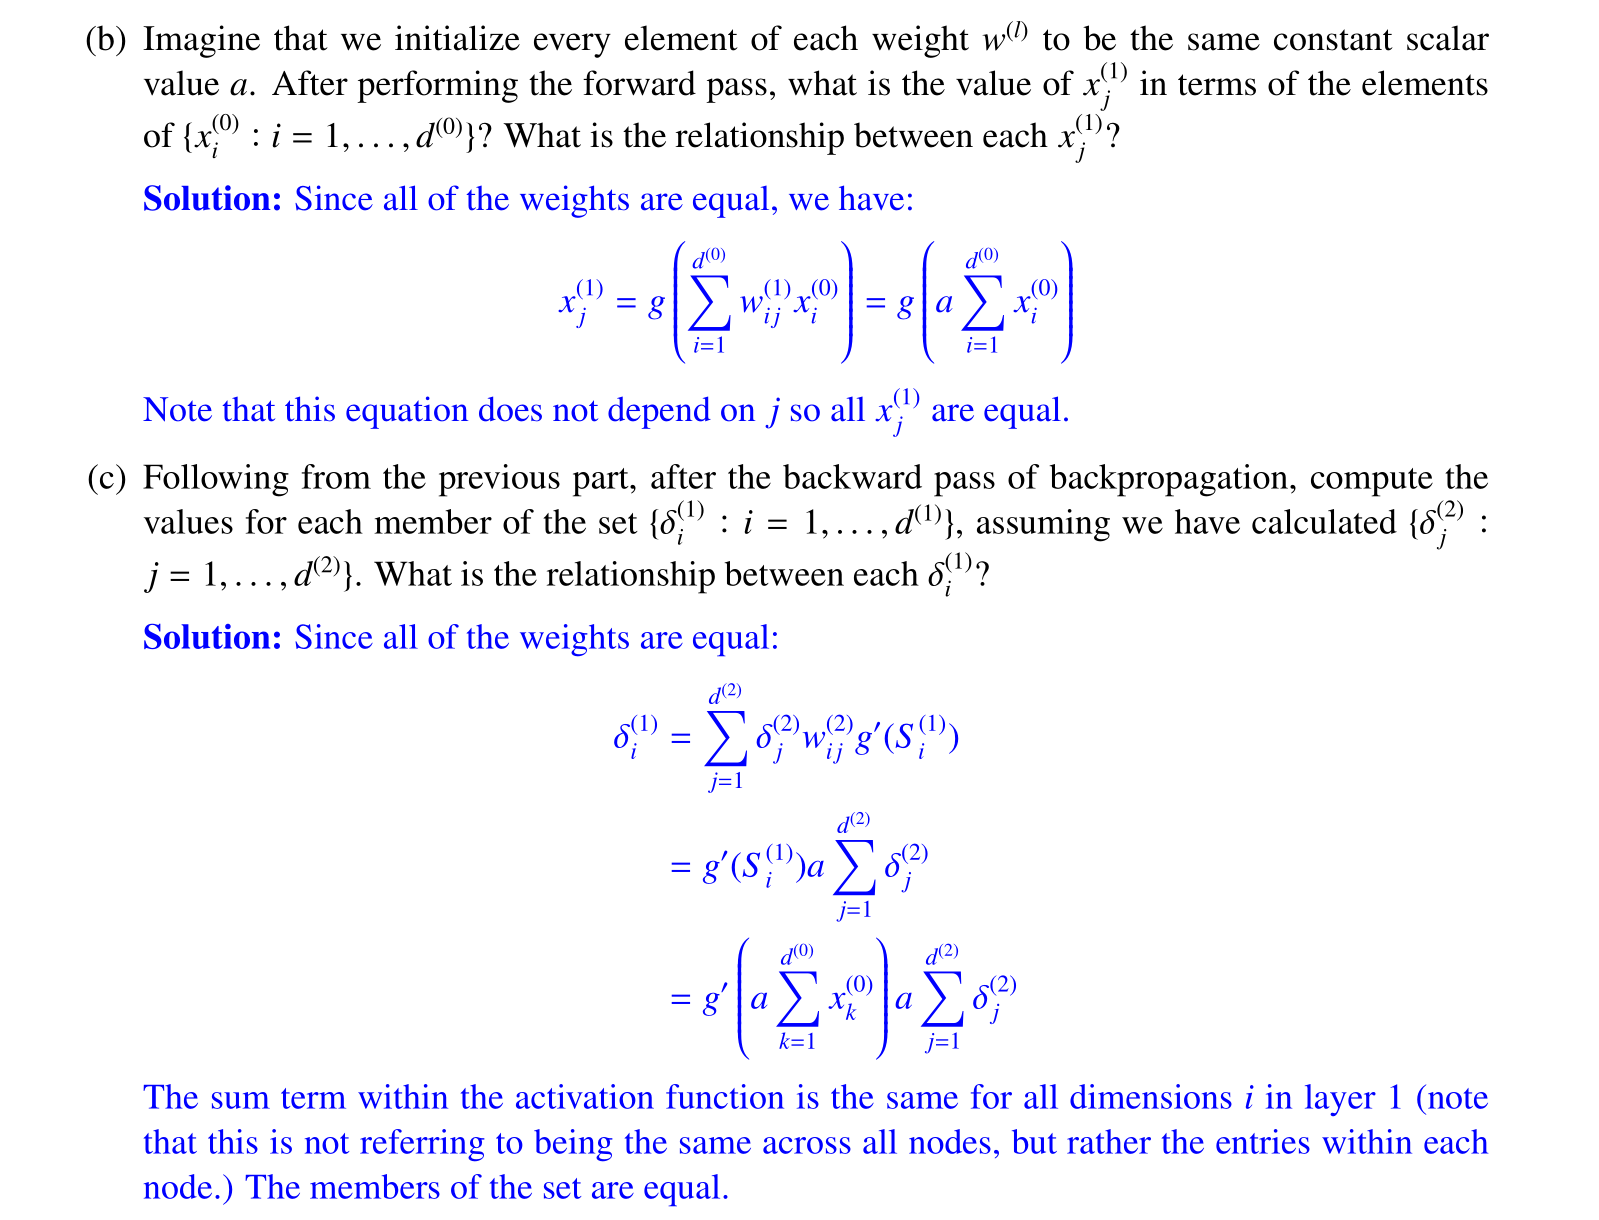 (b) Imagine that we initialize every element of each weight $w^{(l)}$ to be the same constant scalar
value $a$. After performing the forward pass, what is the value of $x_j^{(1)}$ in terms of the elements
of $\{x_i^{(0)} : i = 1, \ldots, d^{(0)}\}$? What is the relationship between each $x_j^{(1)}$?
Solution: Since all of the weights are equal, we have:
$x_j^{(1)} = g\left(\sum_{i=1}^{d^{(0)}} w_{ij}^{(1)} x_i^{(0)}\right) = g\left(a \sum_{i=1}^{d^{(0)}} x_i^{(0)}\right)$
Note that this equation does not depend on $j$ so all $x_j^{(1)}$ are equal.
(c) Following from the previous part, after the backward pass of backpropagation, compute the
values for each member of the set $\{\delta_i^{(1)} : i = 1, \ldots, d^{(1)}\}$, assuming we have calculated $\{\delta_j^{(2)} :$
$j = 1, \ldots, d^{(2)}\}$. What is the relationship between each $\delta_i^{(1)}$?
Solution: Since all of the weights are equal:
$\delta_i^{(1)} = \sum_{j=1}^{d^{(2)}} \delta_j^{(2)} w_{ij}^{(2)} g'(S_i^{(1)})$
$= g'(S_i^{(1)}) a \sum_{j=1}^{d^{(2)}} \delta_j^{(2)}$
$= g'\left(a \sum_{k=1}^{d^{(0)}} x_k^{(0)}\right) a \sum_{j=1}^{d^{(2)}} \delta_j^{(2)}$
The sum term within the activation function is the same for all dimensions $i$ in layer 1 (note
that this is not referring to being the same across all nodes, but rather the entries within each
node.) The members of the set are equal.